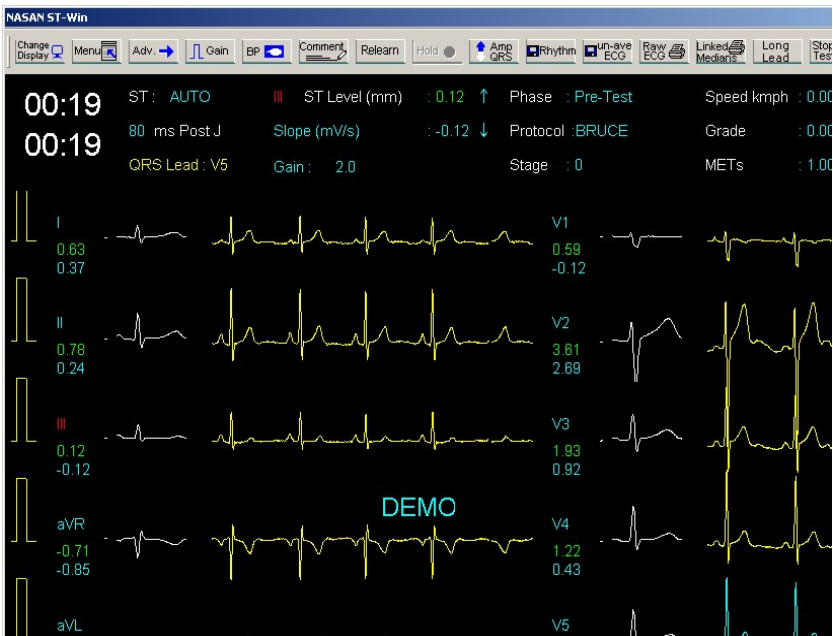 NASAN ST-Win
Change Display Menu Adv. Gain BP Comment Relearn Hold Amp QRS Rhythm un-ave ECG Raw ECG Linked Medians Long Lead Stop Test
00:19 ST : AUTO III ST Level (mm) : 0.12 ↑ Phase : Pre-Test Speed kmph : 0.00
00:19 80 ms Post J Slope (mV/s) : -0.12 ↓ Protocol :BRUCE Grade : 0.00
QRS Lead : V5 Gain : 2.0 Stage : 0 METs : 1.00
I V1
0.63 0.59
0.37 -0.12
II V2
0.78 3.61
0.24 2.69
III V3
0.12 1.93
-0.12 0.92
DEMO
aVR V4
-0.71 1.22
-0.85 0.43
aVL V5